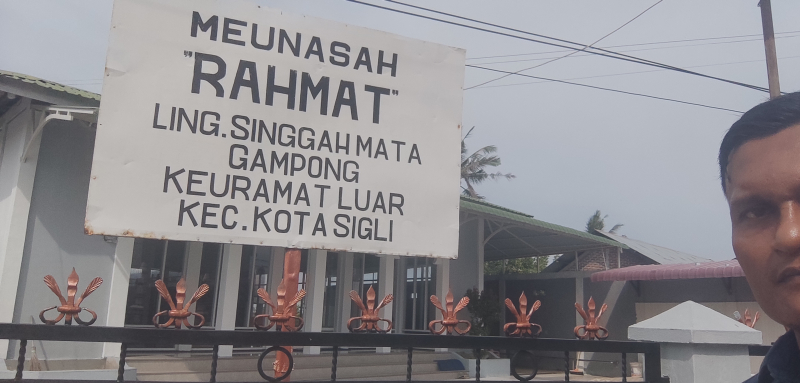 MEUNASAH
"RAHMAT"
LING. SINGGAH MATA
GAMPONG
KEURAMAT LUAR
KEC. KOTA SIGLI